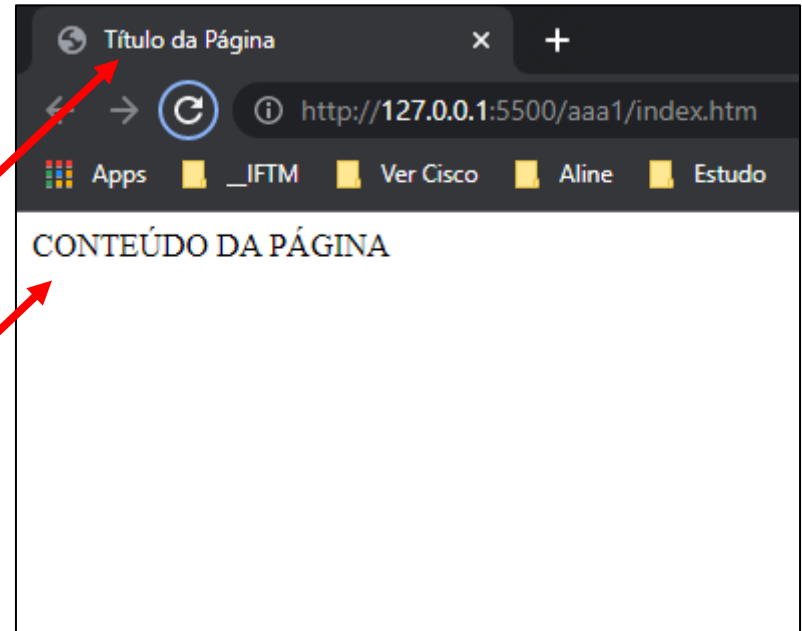 Título da Página
http://127.0.0.1:5500/aaa1/index.htm
Apps __IFTM Ver Cisco Aline Estudo
CONTEÚDO DA PÁGINA